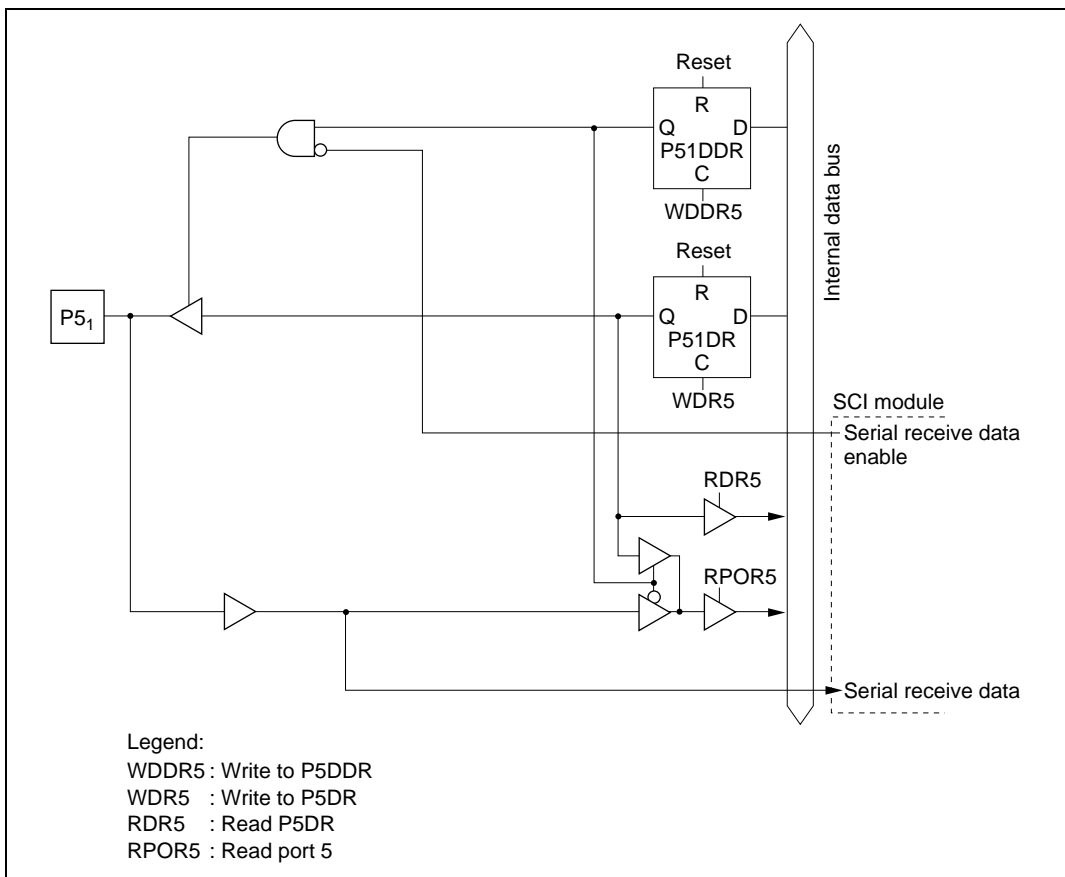 Reset
R
Q D
P51DDR
C
WDDR5
Internal data bus
Reset
R
P5₁
Q D
P51DR
C
WDR5
SCI module
Serial receive data
enable
RDR5
RPOR5
Serial receive data
Legend:
WDDR5 : Write to P5DDR
WDR5 : Write to P5DR
RDR5 : Read P5DR
RPOR5 : Read port 5